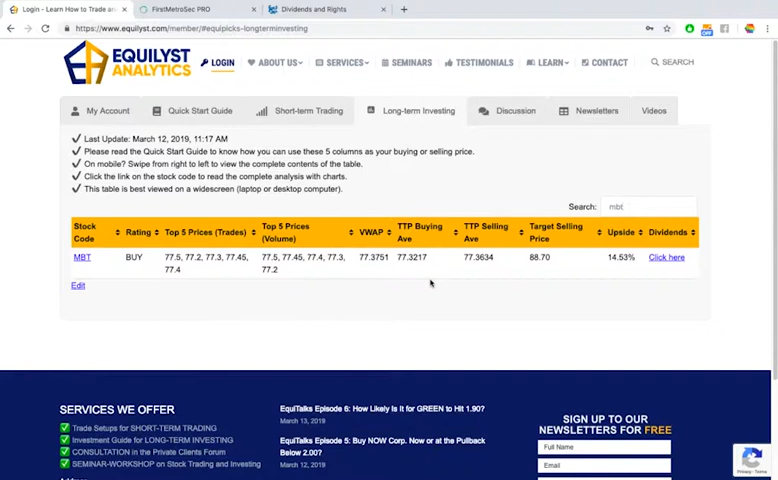 Login - Learn How to Trade an
FirstMetroSec PRO
Dividends and Rights
https://www.equilyst.com/member/#equipicks-longterminvesting
EQUILYST
ANALYTICS
LOGIN
ABOUT US
SERVICES
SEMINARS
TESTIMONIALS
LEARN
CONTACT
SEARCH
My Account
Quick Start Guide
Short-term Trading
Long-term Investing
Discussion
Newsletters
Videos
Last Update: March 12, 2019, 11:17 AM
Please read the Quick Start Guide to know how you can use these 5 columns as your buying or selling price.
On mobile? Swipe from right to left to view the complete contents of the table.
Click the link on the stock code to read the complete analysis with charts.
This table is best viewed on a widescreen (laptop or desktop computer).
Search: mbt
Stock Code
Rating
Top 5 Prices (Trades)
Top 5 Prices (Volume)
VWAP
TTP Buying Ave
TTP Selling Ave
Target Selling Price
Upside
Dividends
MBT
BUY
77.5, 77.2, 77.3, 77.45,
77.4
77.5, 77.45, 77.4, 77.3,
77.2
77.3751
77.3217
77.3634
88.70
14.53%
Click here
Edit
SERVICES WE OFFER
Trade Setups for SHORT-TERM TRADING
Investment Guide for LONG-TERM INVESTING
CONSULTATION in the Private Clients Forum
SEMINAR-WORKSHOP on Stock Trading and Investing
EquiTalks Episode 6: How Likely Is It for GREEN to Hit 1.90?
March 13, 2019
EquiTalks Episode 5: Buy NOW Corp. Now or at the Pullback
Below 2.00?
March 12, 2019
SIGN UP TO OUR
NEWSLETTERS FOR FREE
Full Name
Email
Privacy - Terms